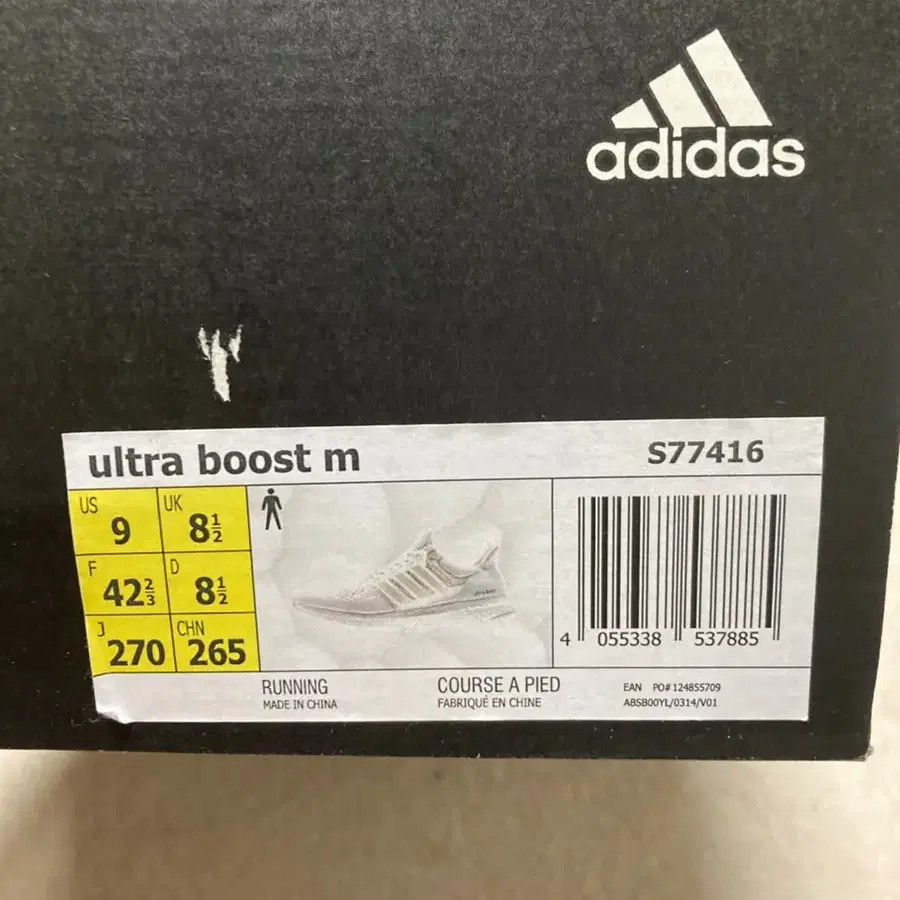 adidas
ultra boost m
S77416
US
9
UK
8½
F
42⅔
D
8½
J
270
CHN
265
4 055338 537885
RUNNING
MADE IN CHINA
COURSE A PIED
FABRIQUÉ EN CHINE
EAN PO# 124855709
ABSB00YL/0314/V01